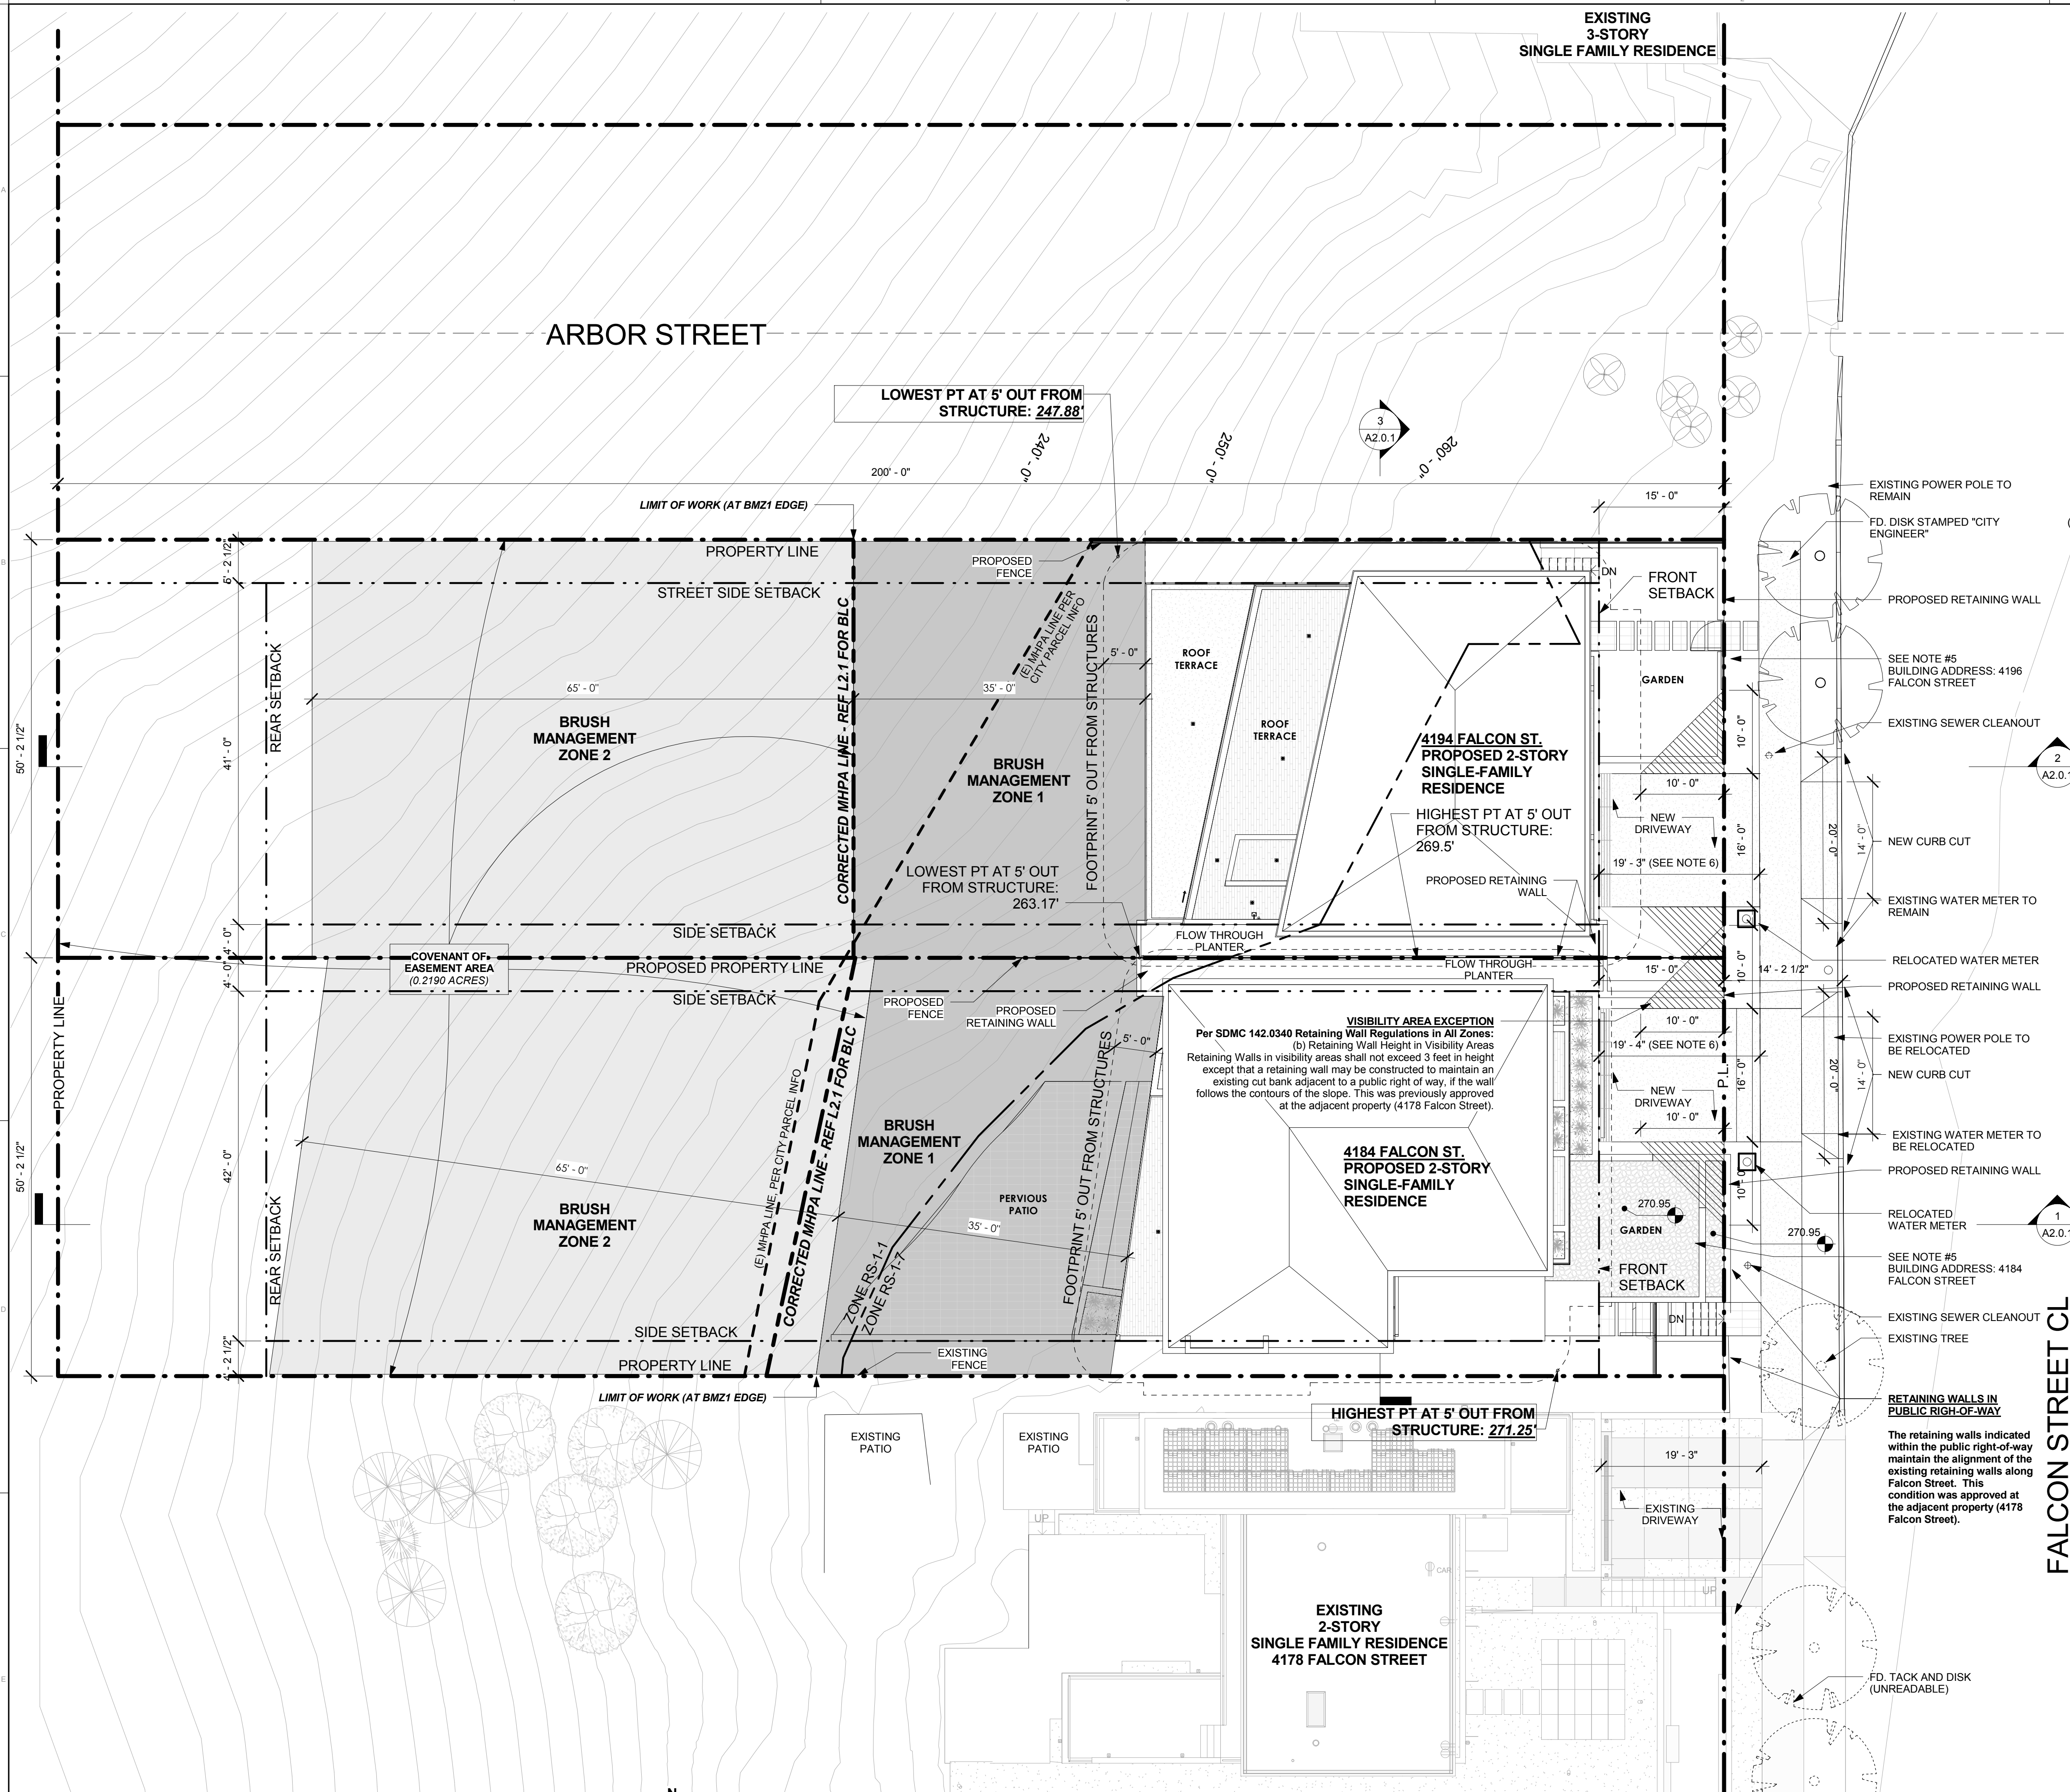 EXISTING
3-STORY
SINGLE FAMILY RESIDENCE
A
ARBOR STREET
LOWEST PT AT 5' OUT FROM
STRUCTURE: 247.88'
240' - 0"
250' - 0"
260' - 0"
3
A2.0.1
200' - 0"
15' - 0"
LIMIT OF WORK (AT BMZ1 EDGE)
EXISTING POWER POLE TO
REMAIN
FD. DISK STAMPED "CITY
ENGINEER"
B
5' - 2 1/2"
PROPERTY LINE
PROPOSED
FENCE
DN
FRONT
SETBACK
STREET SIDE SETBACK
PROPOSED RETAINING WALL
(E) MHPA LINE PER
CITY PARCEL INFO
CORRECTED MHPA LINE - REF L2.1 FOR BLC
FOOTPRINT 5' OUT FROM STRUCTURES
REAR SETBACK
5' - 0"
ROOF
TERRACE
GARDEN
SEE NOTE #5
BUILDING ADDRESS: 4196
FALCON STREET
65' - 0"
35' - 0"
BRUSH
MANAGEMENT
ZONE 2
ROOF
TERRACE
10' - 0"
EXISTING SEWER CLEANOUT
50' - 2 1/2"
41' - 0"
BRUSH
MANAGEMENT
ZONE 1
4194 FALCON ST.
PROPOSED 2-STORY
SINGLE-FAMILY
RESIDENCE
2
A2.0.1
10' - 0"
HIGHEST PT AT 5' OUT
FROM STRUCTURE:
269.5'
NEW
DRIVEWAY
16' - 0"
20' - 0"
14' - 0"
NEW CURB CUT
19' - 3" (SEE NOTE 6)
LOWEST PT AT 5' OUT
FROM STRUCTURE:
263.17'
PROPOSED RETAINING
WALL
EXISTING WATER METER TO
REMAIN
C
4' - 0"
4' - 0"
SIDE SETBACK
FLOW THROUGH
PLANTER
COVENANT OF
EASEMENT AREA
(0.2190 ACRES)
PROPOSED PROPERTY LINE
FLOW THROUGH
PLANTER
15' - 0"
10' - 0"
14' - 2 1/2"
RELOCATED WATER METER
SIDE SETBACK
PROPOSED
FENCE
PROPOSED
RETAINING WALL
PROPOSED RETAINING WALL
PROPERTY LINE
VISIBILITY AREA EXCEPTION
Per SDMC 142.0340 Retaining Wall Regulations in All Zones:
(b) Retaining Wall Height in Visibility Areas
Retaining Walls in visibility areas shall not exceed 3 feet in height
except that a retaining wall may be constructed to maintain an
existing cut bank adjacent to a public right of way, if the wall
follows the contours of the slope. This was previously approved
at the adjacent property (4178 Falcon Street).
10' - 0"
19' - 4" (SEE NOTE 6)
5' - 0"
EXISTING POWER POLE TO
BE RELOCATED
NEW CURB CUT
P.L.
16' - 0"
20' - 0"
14' - 0"
NEW
DRIVEWAY
10' - 0"
(E) MHPA LINE, PER CITY PARCEL INFO
CORRECTED MHPA LINE - REF L2.1 FOR BLC
FOOTPRINT 5' OUT FROM STRUCTURES
BRUSH
MANAGEMENT
ZONE 1
EXISTING WATER METER TO
BE RELOCATED
50' - 2 1/2"
42' - 0"
65' - 0"
4184 FALCON ST.
PROPOSED 2-STORY
SINGLE-FAMILY
RESIDENCE
PROPOSED RETAINING WALL
10' - 0"
REAR SETBACK
BRUSH
MANAGEMENT
ZONE 2
PERVIOUS
PATIO
35' - 0"
270.95
GARDEN
270.95
RELOCATED
WATER METER
1
A2.0.1
ZONE RS-1-1
ZONE RS-1-7
FRONT
SETBACK
SEE NOTE #5
BUILDING ADDRESS: 4184
FALCON STREET
D
EXISTING SEWER CLEANOUT
DN
SIDE SETBACK
EXISTING
FENCE
EXISTING TREE
4' - 2 1/2"
PROPERTY LINE
LIMIT OF WORK (AT BMZ1 EDGE)
RETAINING WALLS IN
PUBLIC RIGH-OF-WAY
HIGHEST PT AT 5' OUT FROM
STRUCTURE: 271.25'
The retaining walls indicated
within the public right-of-way
maintain the alignment of the
existing retaining walls along
Falcon Street. This
condition was approved at
the adjacent property (4178
Falcon Street).
FALCON STREET CL
EXISTING
PATIO
EXISTING
PATIO
19' - 3"
EXISTING
DRIVEWAY
UP
CAR
UP
EXISTING
2-STORY
SINGLE FAMILY RESIDENCE
4178 FALCON STREET
E
FD. TACK AND DISK
(UNREADABLE)